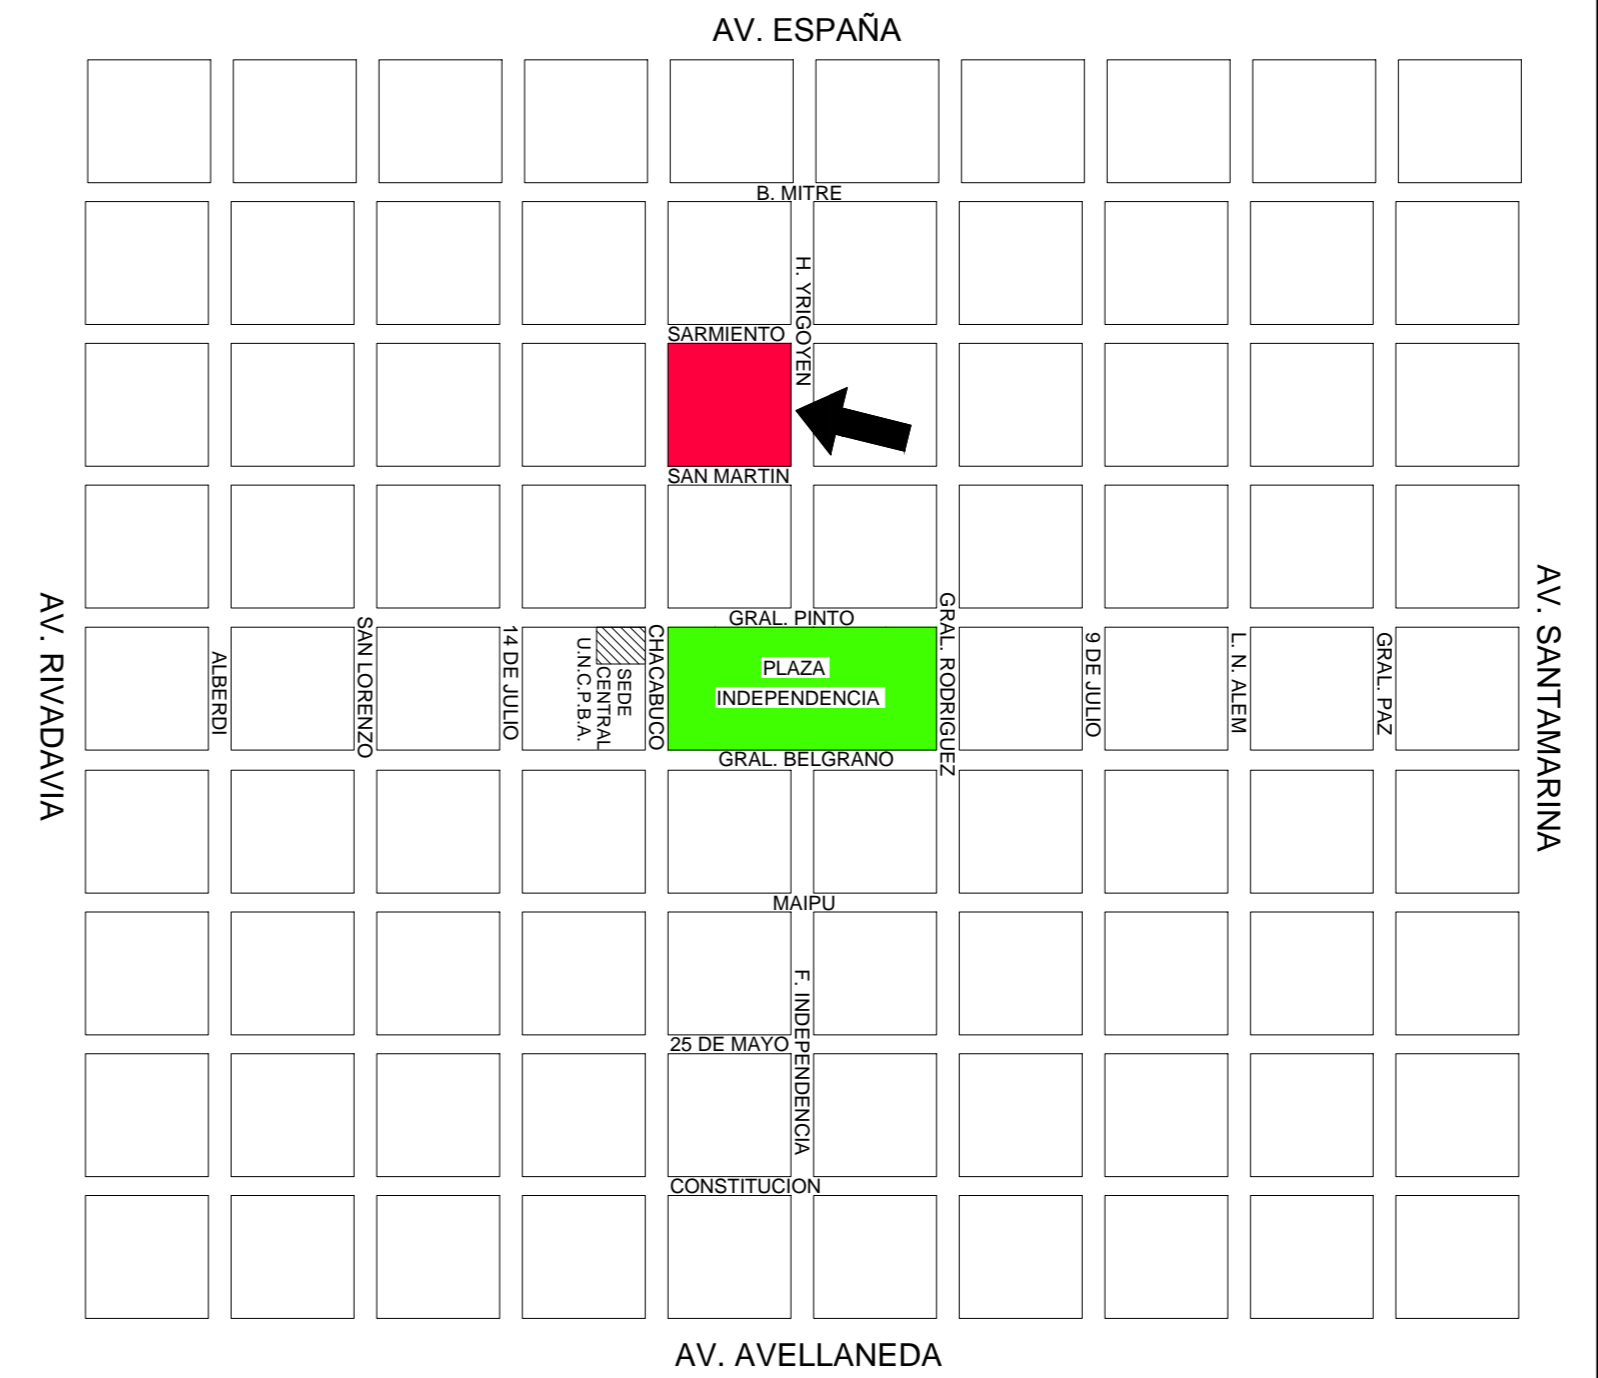 AV. ESPAÑA
B. MITRE
H. YRIGOYEN
SARMIENTO
SAN MARTIN
AV. RIVADAVIA
ALBERDI
SAN LORENZO
14 DE JULIO
U.N.C.P.B.A.
CENTRAL
SEDE
CHACABUCO
GRAL. PINTO
PLAZA
INDEPENDENCIA
GRAL. BELGRANO
GRAL. RODRIGUEZ
9 DE JULIO
L. N. ALEM
GRAL. PAZ
AV. SANTAMARINA
MAIPU
F. INDEPENDENCIA
25 DE MAYO
CONSTITUCION
AV. AVELLANEDA